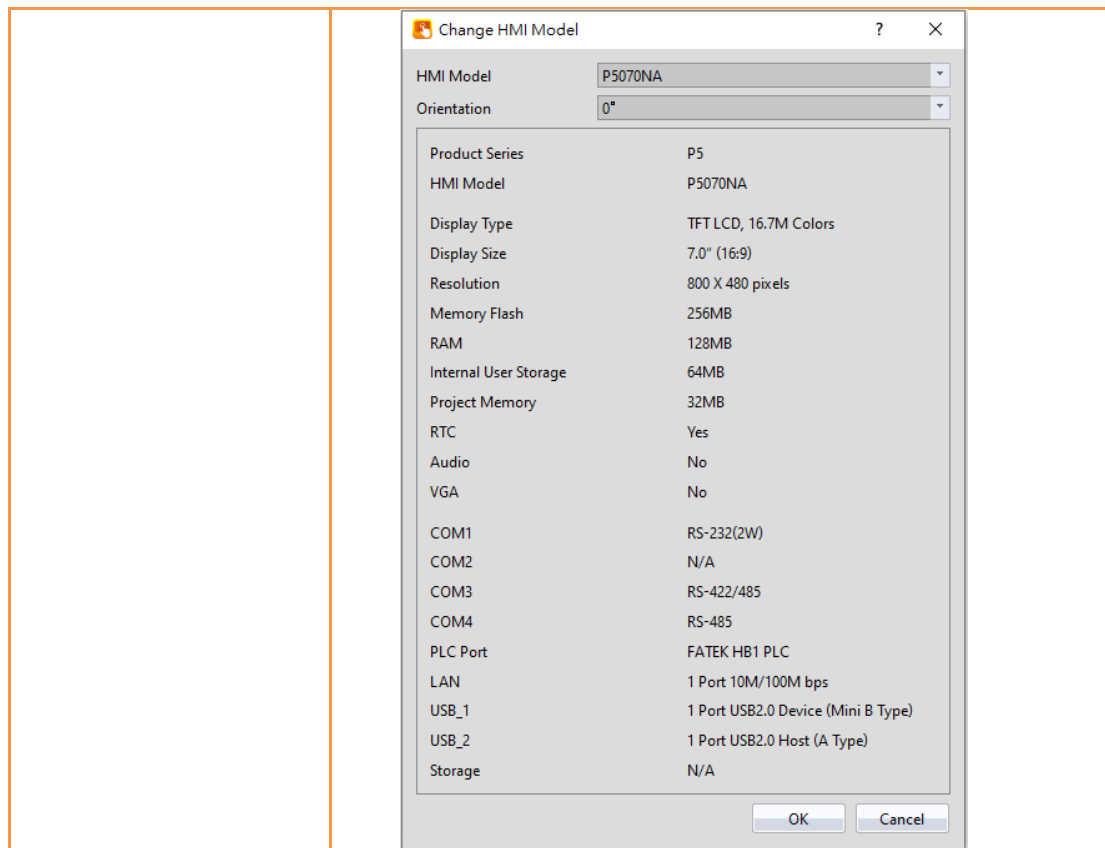 Change HMI Model ?
HMI Model P5070NA
Orientation 0°
Product Series P5
HMI Model P5070NA
Display Type TFT LCD, 16.7M Colors
Display Size 7.0" (16:9)
Resolution 800 X 480 pixels
Memory Flash 256MB
RAM 128MB
Internal User Storage 64MB
Project Memory 32MB
RTC Yes
Audio No
VGA No
COM1 RS-232(2W)
COM2 N/A
COM3 RS-422/485
COM4 RS-485
PLC Port FATEK HB1 PLC
LAN 1 Port 10M/100M bps
USB_1 1 Port USB2.0 Device (Mini B Type)
USB_2 1 Port USB2.0 Host (A Type)
Storage N/A
OK Cancel